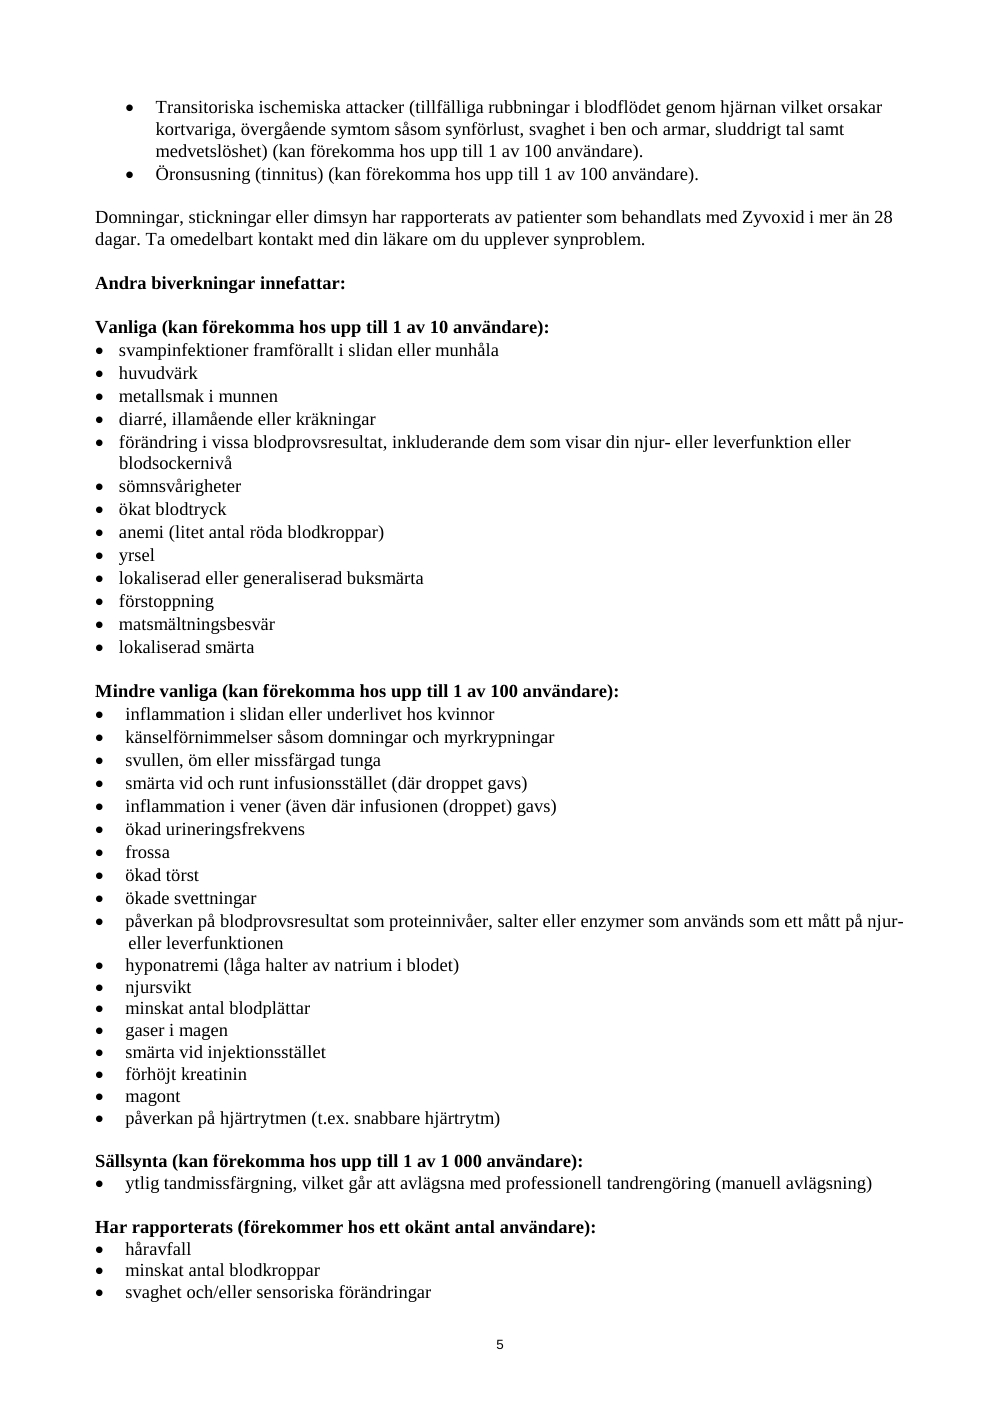 • Transitoriska ischemiska attacker (tillfälliga rubbningar i blodflödet genom hjärnan vilket orsakar
kortvariga, övergående symtom såsom synförlust, svaghet i ben och armar, sluddrigt tal samt
medvetslöshet) (kan förekomma hos upp till 1 av 100 användare).
• Öronsusning (tinnitus) (kan förekomma hos upp till 1 av 100 användare).
Domningar, stickningar eller dimsyn har rapporterats av patienter som behandlats med Zyvoxid i mer än 28
dagar. Ta omedelbart kontakt med din läkare om du upplever synproblem.
Andra biverkningar innefattar:
Vanliga (kan förekomma hos upp till 1 av 10 användare):
• svampinfektioner framförallt i slidan eller munhåla
• huvudvärk
• metallsmak i munnen
• diarré, illamående eller kräkningar
• förändring i vissa blodprovsresultat, inkluderande dem som visar din njur- eller leverfunktion eller
blodsockernivå
• sömnsvårigheter
• ökat blodtryck
• anemi (litet antal röda blodkroppar)
• yrsel
• lokaliserad eller generaliserad buksmärta
• förstoppning
• matsmältningsbesvär
• lokaliserad smärta
Mindre vanliga (kan förekomma hos upp till 1 av 100 användare):
• inflammation i slidan eller underlivet hos kvinnor
• känselförnimmelser såsom domningar och myrkrypningar
• svullen, öm eller missfärgad tunga
• smärta vid och runt infusionsstället (där droppet gavs)
• inflammation i vener (även där infusionen (droppet) gavs)
• ökad urineringsfrekvens
• frossa
• ökad törst
• ökade svettningar
• påverkan på blodprovsresultat som proteinnivåer, salter eller enzymer som används som ett mått på njur-
eller leverfunktionen
• hyponatremi (låga halter av natrium i blodet)
• njursvikt
• minskat antal blodplättar
• gaser i magen
• smärta vid injektionsstället
• förhöjt kreatinin
• magont
• påverkan på hjärtrytmen (t.ex. snabbare hjärtrytm)
Sällsynta (kan förekomma hos upp till 1 av 1 000 användare):
• ytlig tandmissfärgning, vilket går att avlägsna med professionell tandrengöring (manuell avlägsning)
Har rapporterats (förekommer hos ett okänt antal användare):
• håravfall
• minskat antal blodkroppar
• svaghet och/eller sensoriska förändringar
5